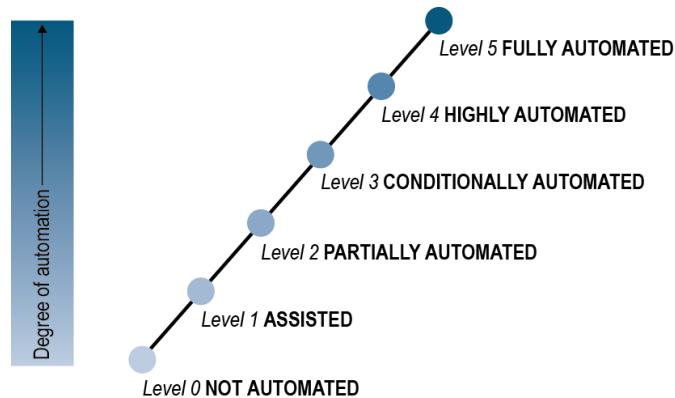 Level 5 FULLY AUTOMATED
Level 4 HIGHLY AUTOMATED
Level 3 CONDITIONALLY AUTOMATED
Level 2 PARTIALLY AUTOMATED
Level 1 ASSISTED
Level 0 NOT AUTOMATED
Degree of automation